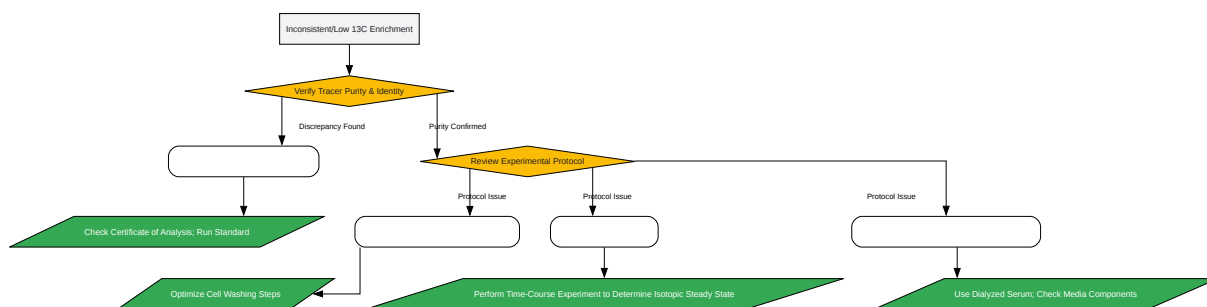 Inconsistent/Low 13C Enrichment
Verify Tracer Purity & Identity
Discrepancy Found
Purity Confirmed
Review Experimental Protocol
Protocol Issue
Protocol Issue
Protocol Issue
Check Certificate of Analysis; Run Standard
Optimize Cell Washing Steps
Perform Time-Course Experiment to Determine Isotopic Steady State
Use Dialyzed Serum; Check Media Components